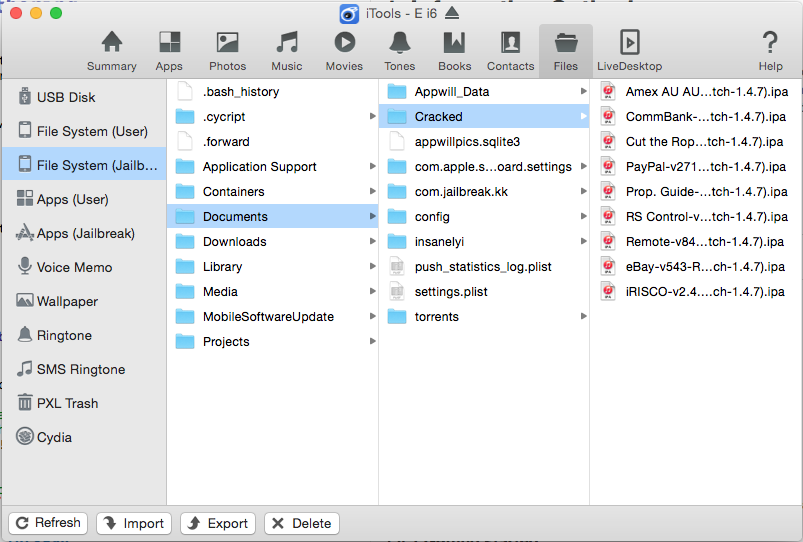 iTools - E i6
Summary Apps Photos Music Movies Tones Books Contacts Files LiveDesktop Help
USB Disk
File System (User)
File System (Jailb...
Apps (User)
Apps (Jailbreak)
Voice Memo
Wallpaper
Ringtone
SMS Ringtone
PXL Trash
Cydia
.bash_history
.cycript
.forward
Application Support
Containers
Documents
Downloads
Library
Media
MobileSoftwareUpdate
Projects
Appwill_Data
Cracked
appwillpics.sqlite3
com.apple.s...oard.settings
com.jailbreak.kk
config
insanelyi
push_statistics_log.plist
settings.plist
torrents
Amex AU AU...tch-1.4.7).ipa
CommBank-...tch-1.4.7).ipa
Cut the Rop...tch-1.4.7).ipa
PayPal-v271...tch-1.4.7).ipa
Prop. Guide-...tch-1.4.7).ipa
RS Control-v...tch-1.4.7).ipa
Remote-v84...tch-1.4.7).ipa
eBay-v543-R...tch-1.4.7).ipa
iRISCO-v2.4....tch-1.4.7).ipa
Refresh Import Export Delete